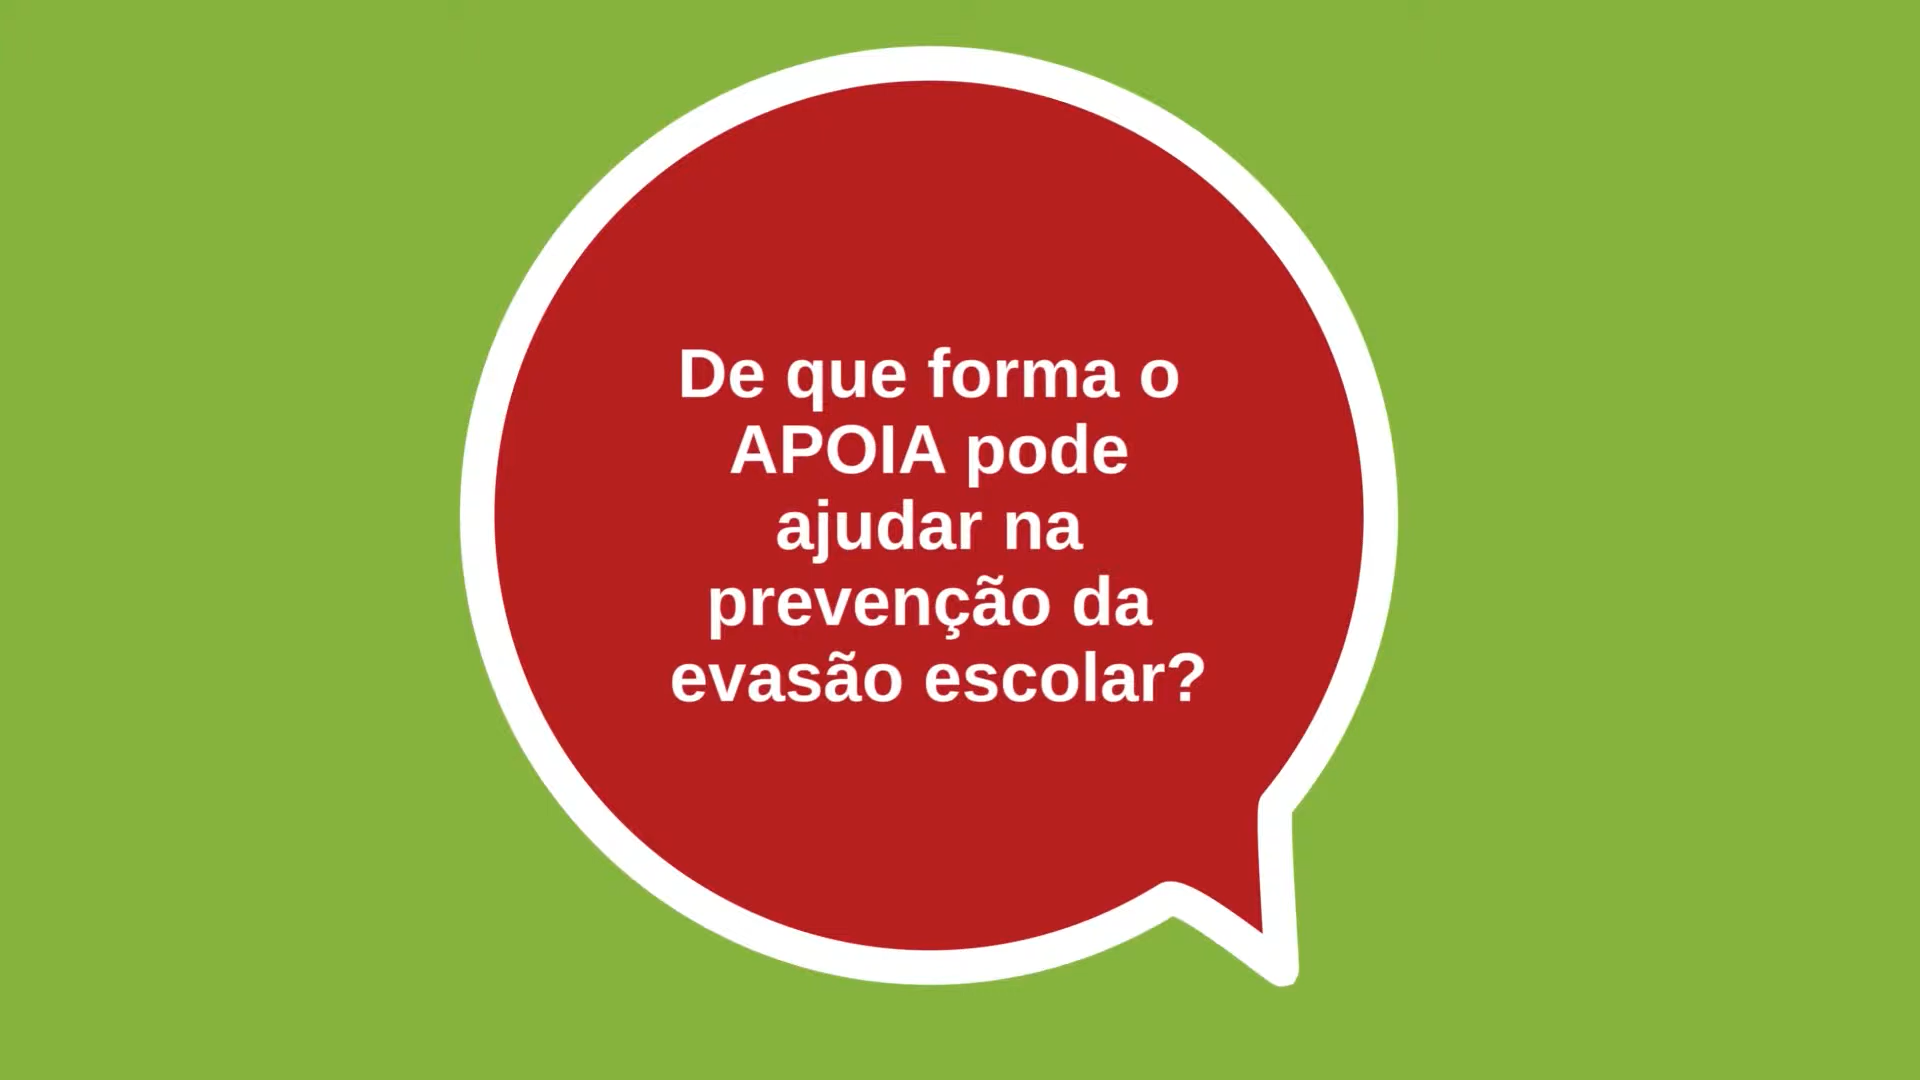 De que forma o
APOIA pode
ajudar na
prevenção da
evasão escolar?